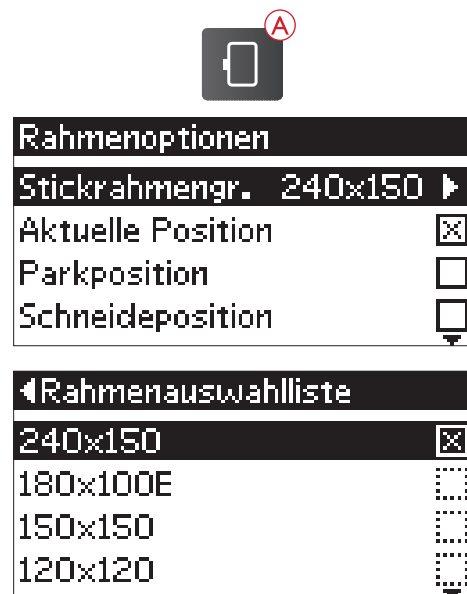 A
Rahmenoptionen
Stickrahmengr. 240x150
Aktuelle Position
Parkposition
Schneideposition
Rahmenauswahlliste
240x150
180x100E
150x150
120x120